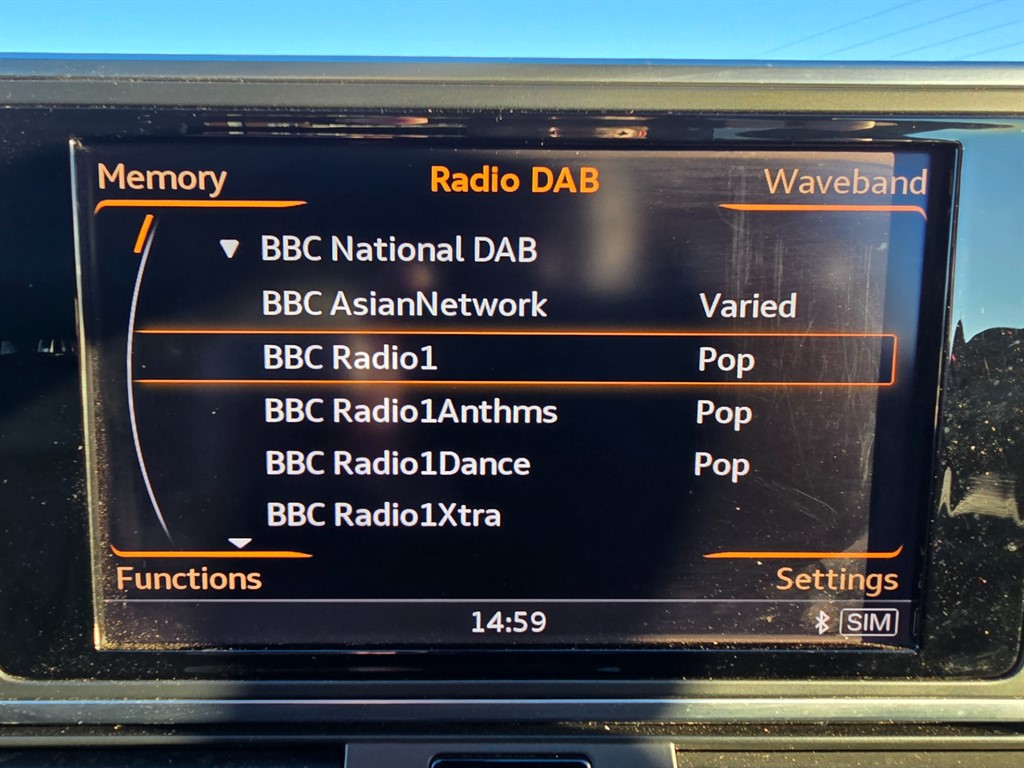 Memory Radio DAB Waveband
BBC National DAB
BBC AsianNetwork Varied
BBC Radio1 Pop
BBC Radio1Anthms Pop
BBC Radio1Dance Pop
BBC Radio1Xtra
Functions Settings
14:59 SIM